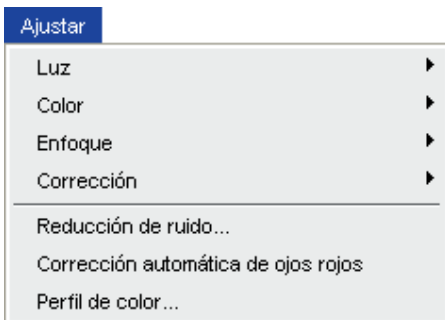 Ajustar
Luz
Color
Enfoque
Corrección
Reducción de ruido...
Corrección automática de ojos rojos
Perfil de color...